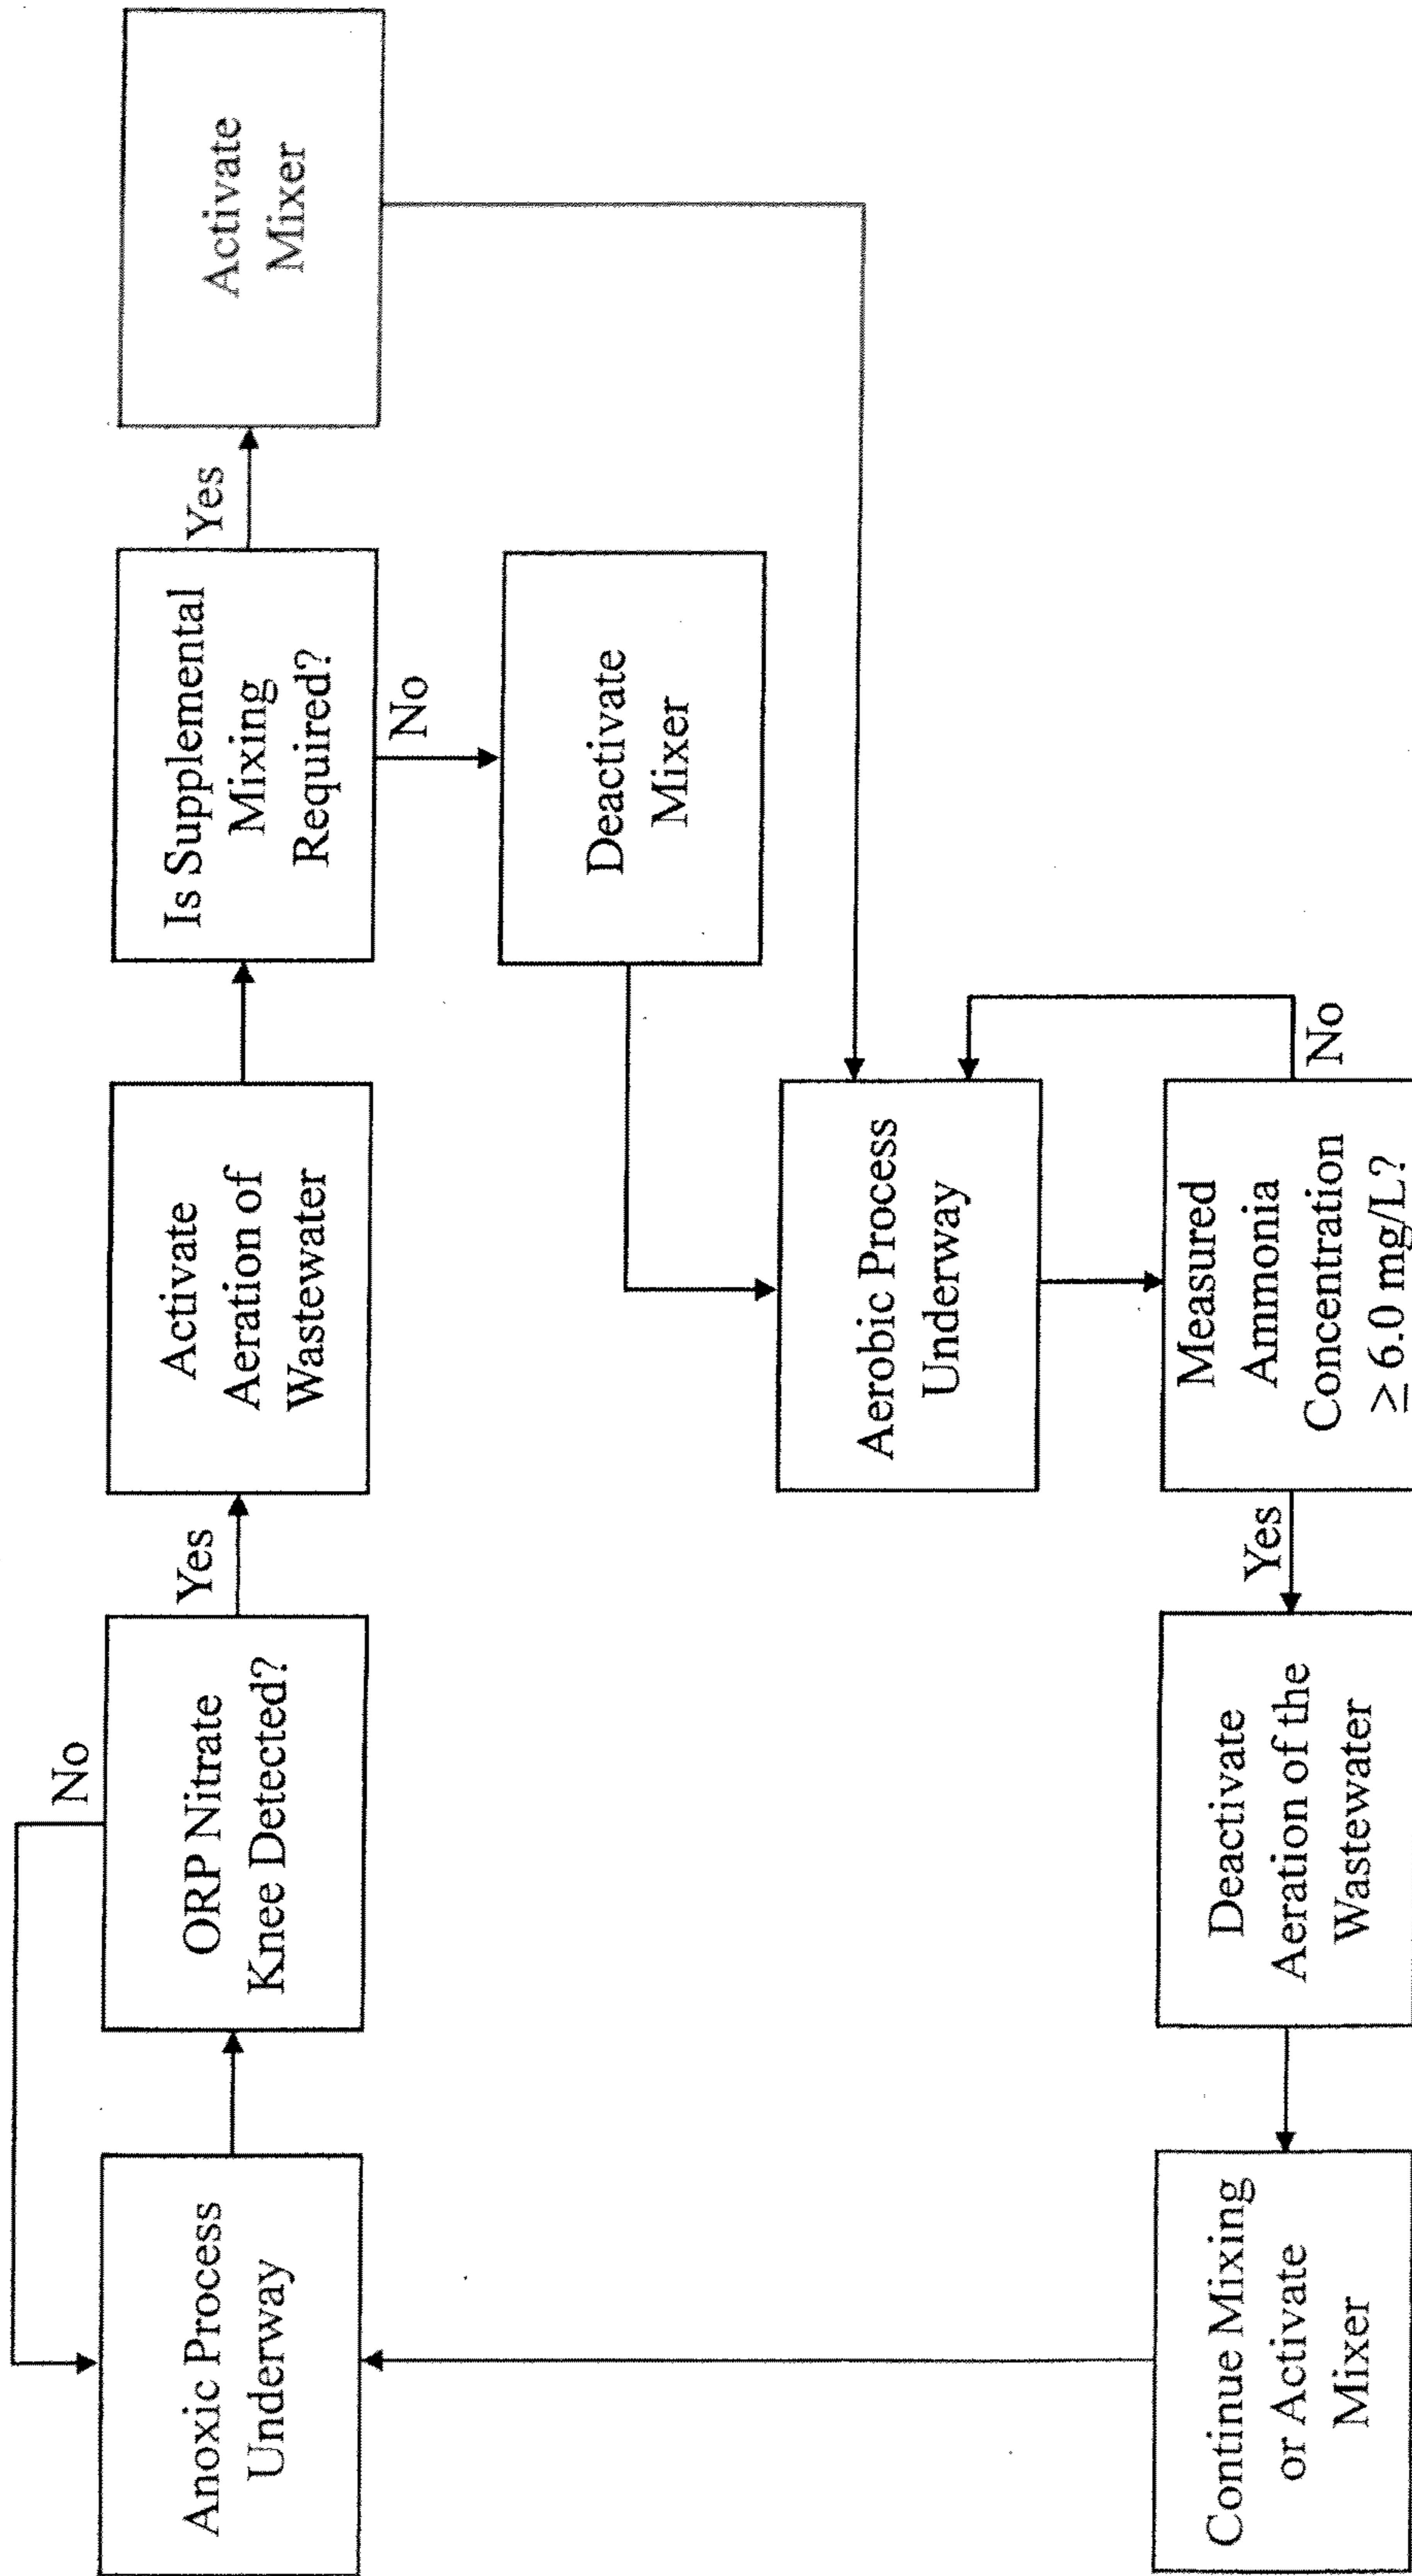 No
Anoxic Process
Underway
ORP Nitrate
Knee Detected?
Yes
Activate
Aeration of
Wastewater
Is Supplemental
Mixing
Required?
Yes
Activate
Mixer
No
Deactivate
Mixer
Aerobic Process
Underway
Continue Mixing
or Activate
Mixer
Deactivate
Aeration of the
Wastewater
Yes
Measured
Ammonia
Concentration
≥ 6.0 mg/L?
No